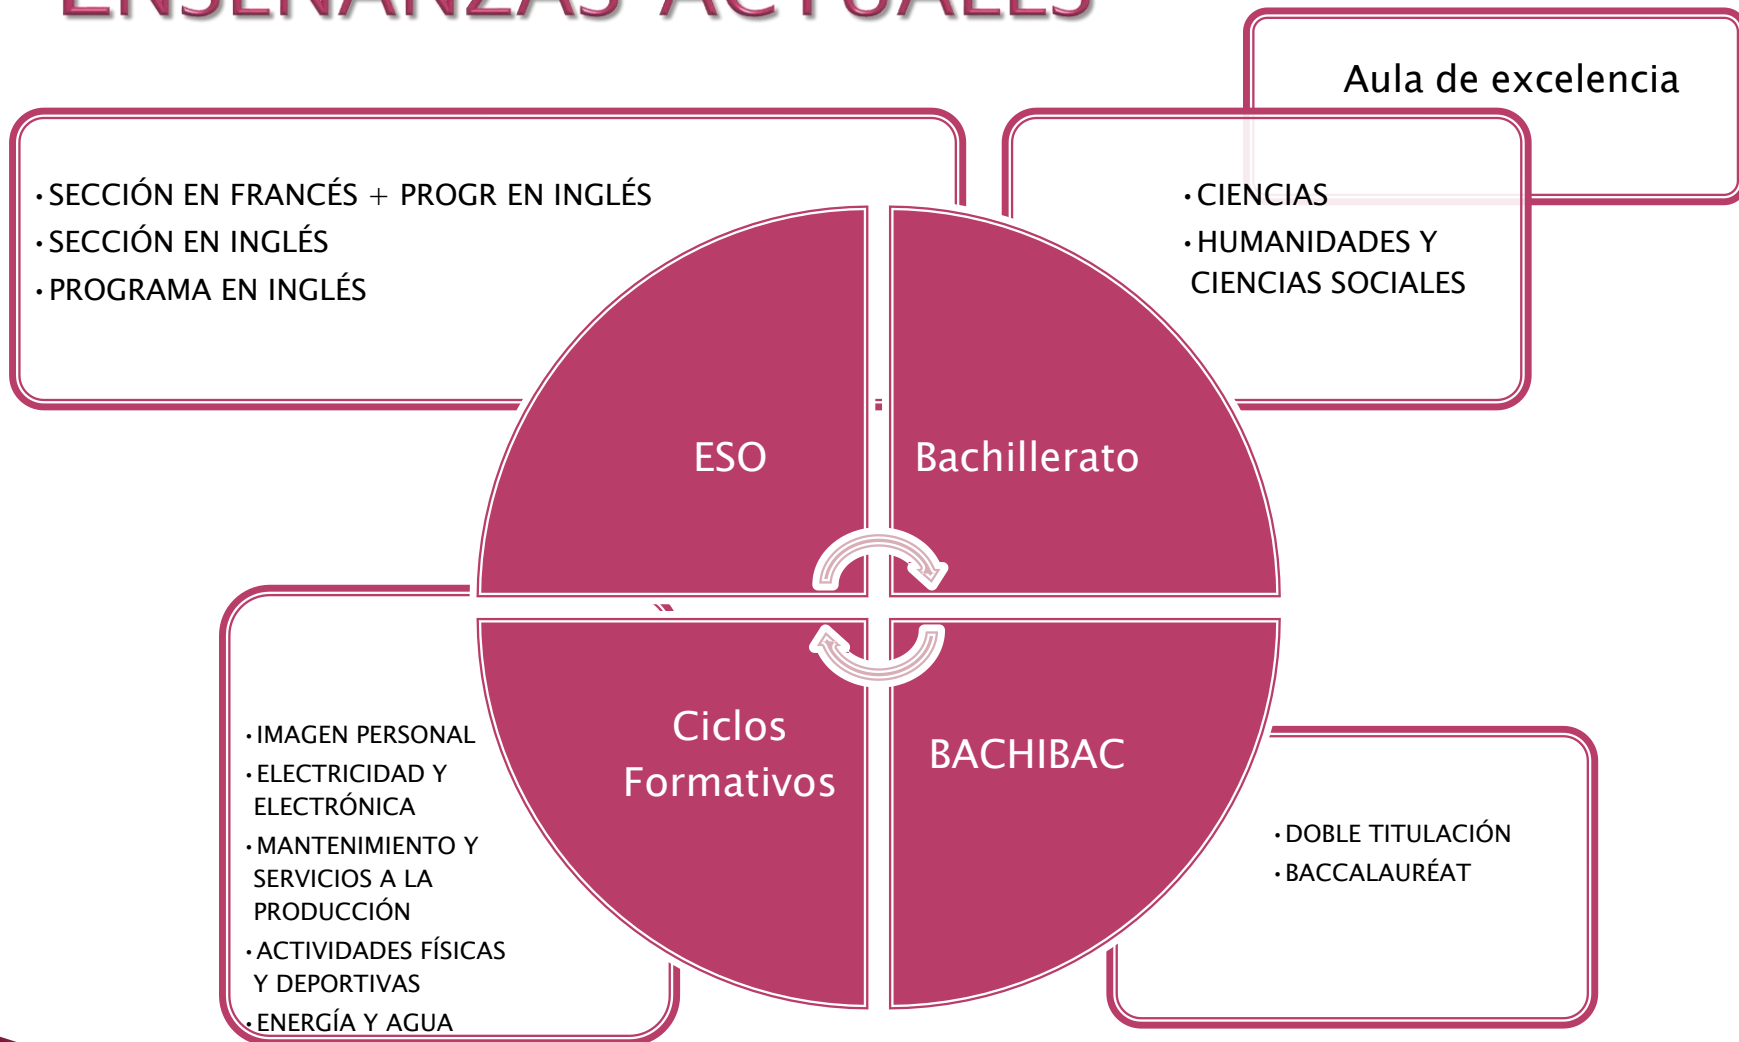 ENSEÑANZAS ACTUALES
Aula de excelencia
•SECCIÓN EN FRANCÉS + PROGR EN INGLÉS
•SECCIÓN EN INGLÉS
•PROGRAMA EN INGLÉS
•CIENCIAS
•HUMANIDADES Y
CIENCIAS SOCIALES
ESO
Bachillerato
Ciclos
Formativos
BACHIBAC
•IMAGEN PERSONAL
•ELECTRICIDAD Y
ELECTRÓNICA
•MANTENIMIENTO Y
SERVICIOS A LA
PRODUCCIÓN
•ACTIVIDADES FÍSICAS
Y DEPORTIVAS
•ENERGÍA Y AGUA
•DOBLE TITULACIÓN
•BACCALAURÉAT